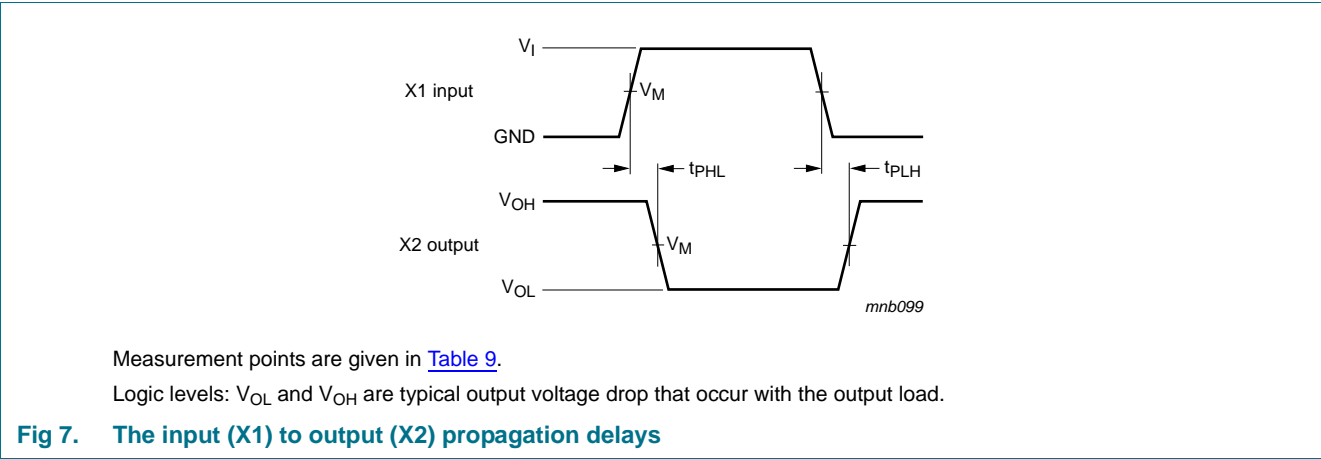 VI
X1 input
VM
GND
tPHL
tPLH
VOH
X2 output
VM
VOL
mnb099
Measurement points are given in Table 9.
Logic levels: VOL and VOH are typical output voltage drop that occur with the output load.
Fig 7. The input (X1) to output (X2) propagation delays